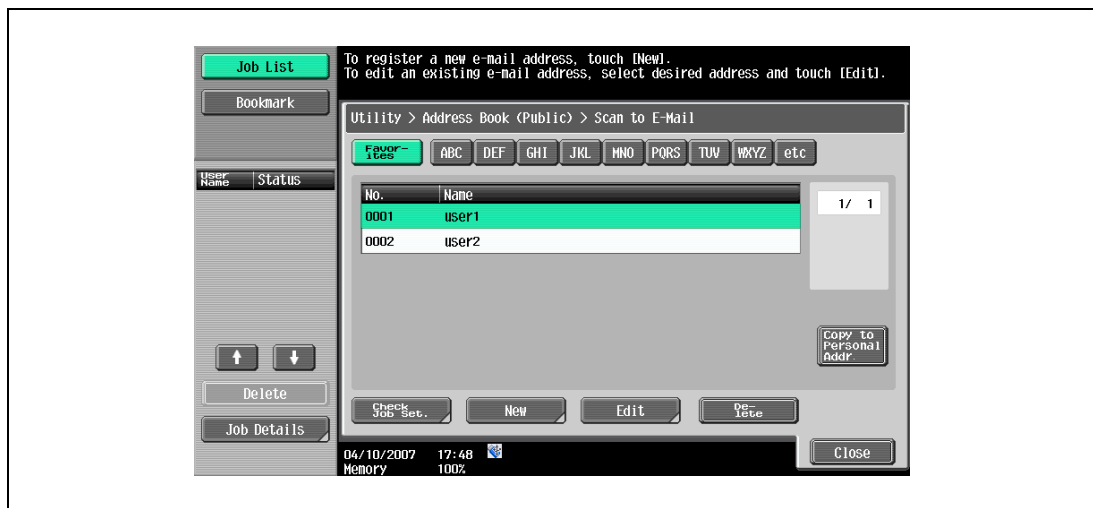 Job List
Bookmark
User
Name
Status
Delete
Job Details
To register a new e-mail address, touch [New].
To edit an existing e-mail address, select desired address and touch [Edit].
Utility > Address Book (Public) > Scan to E-Mail
Favor-
ites
ABC DEF GHI JKL MNO PQRS TUV WXYZ etc
No. Name
0001 user1
0002 user2
1/ 1
Copy to
Personal
Addr.
Check
Job Set.
New
Edit
De-
lete
04/10/2007 17:48
Memory 100%
Close